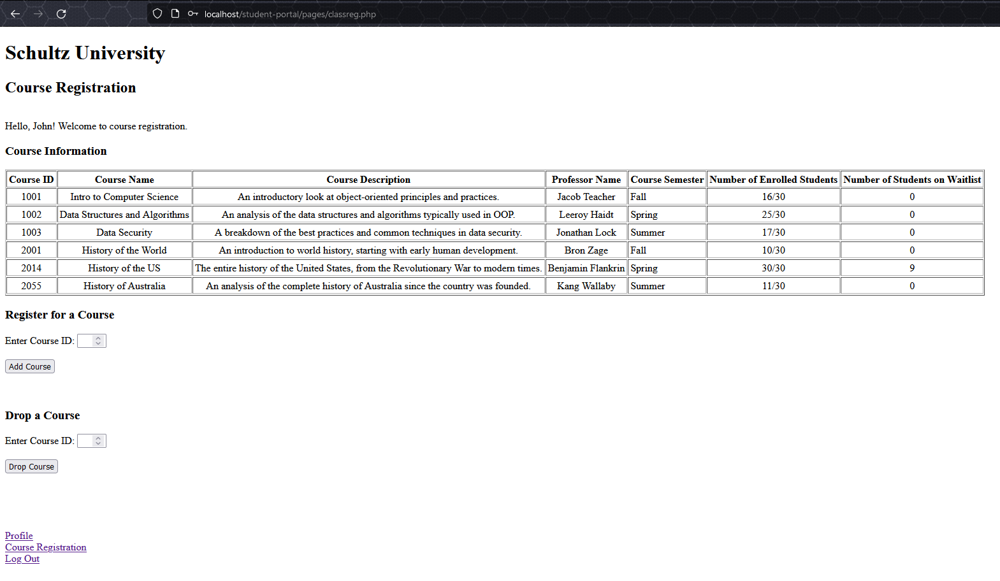 localhost/student-portal/pages/classreg.php
Schultz University
Course Registration
Hello, John! Welcome to course registration.
Course Information
Course ID Course Name Course Description Professor Name Course Semester Number of Enrolled Students Number of Students on Waitlist
1001 Intro to Computer Science An introductory look at object-oriented principles and practices. Jacob Teacher Fall 16/30 0
1002 Data Structures and Algorithms An analysis of the data structures and algorithms typically used in OOP. Leeroy Haidt Spring 25/30 0
1003 Data Security A breakdown of the best practices and common techniques in data security. Jonathan Lock Summer 17/30 0
2001 History of the World An introduction to world history, starting with early human development. Bron Zage Fall 10/30 0
2014 History of the US The entire history of the United States, from the Revolutionary War to modern times. Benjamin Flankrin Spring 30/30 9
2055 History of Australia An analysis of the complete history of Australia since the country was founded. Kang Wallaby Summer 11/30 0
Register for a Course
Enter Course ID:
Add Course
Drop a Course
Enter Course ID:
Drop Course
Profile
Course Registration
Log Out